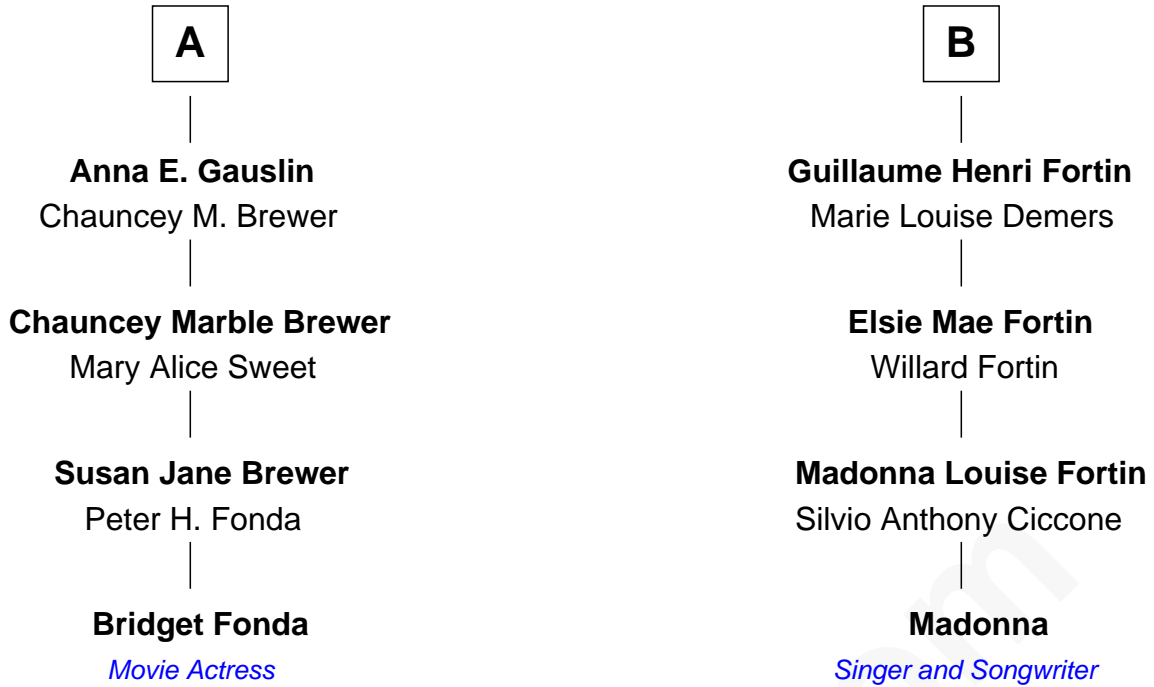 A
B
Anna E. Gauslin
Chauncey M. Brewer
Guillaume Henri Fortin
Marie Louise Demers
Chauncey Marble Brewer
Mary Alice Sweet
Elsie Mae Fortin
Willard Fortin
Susan Jane Brewer
Peter H. Fonda
Madonna Louise Fortin
Silvio Anthony Ciccone
Bridget Fonda
Movie Actress
Madonna
Singer and Songwriter